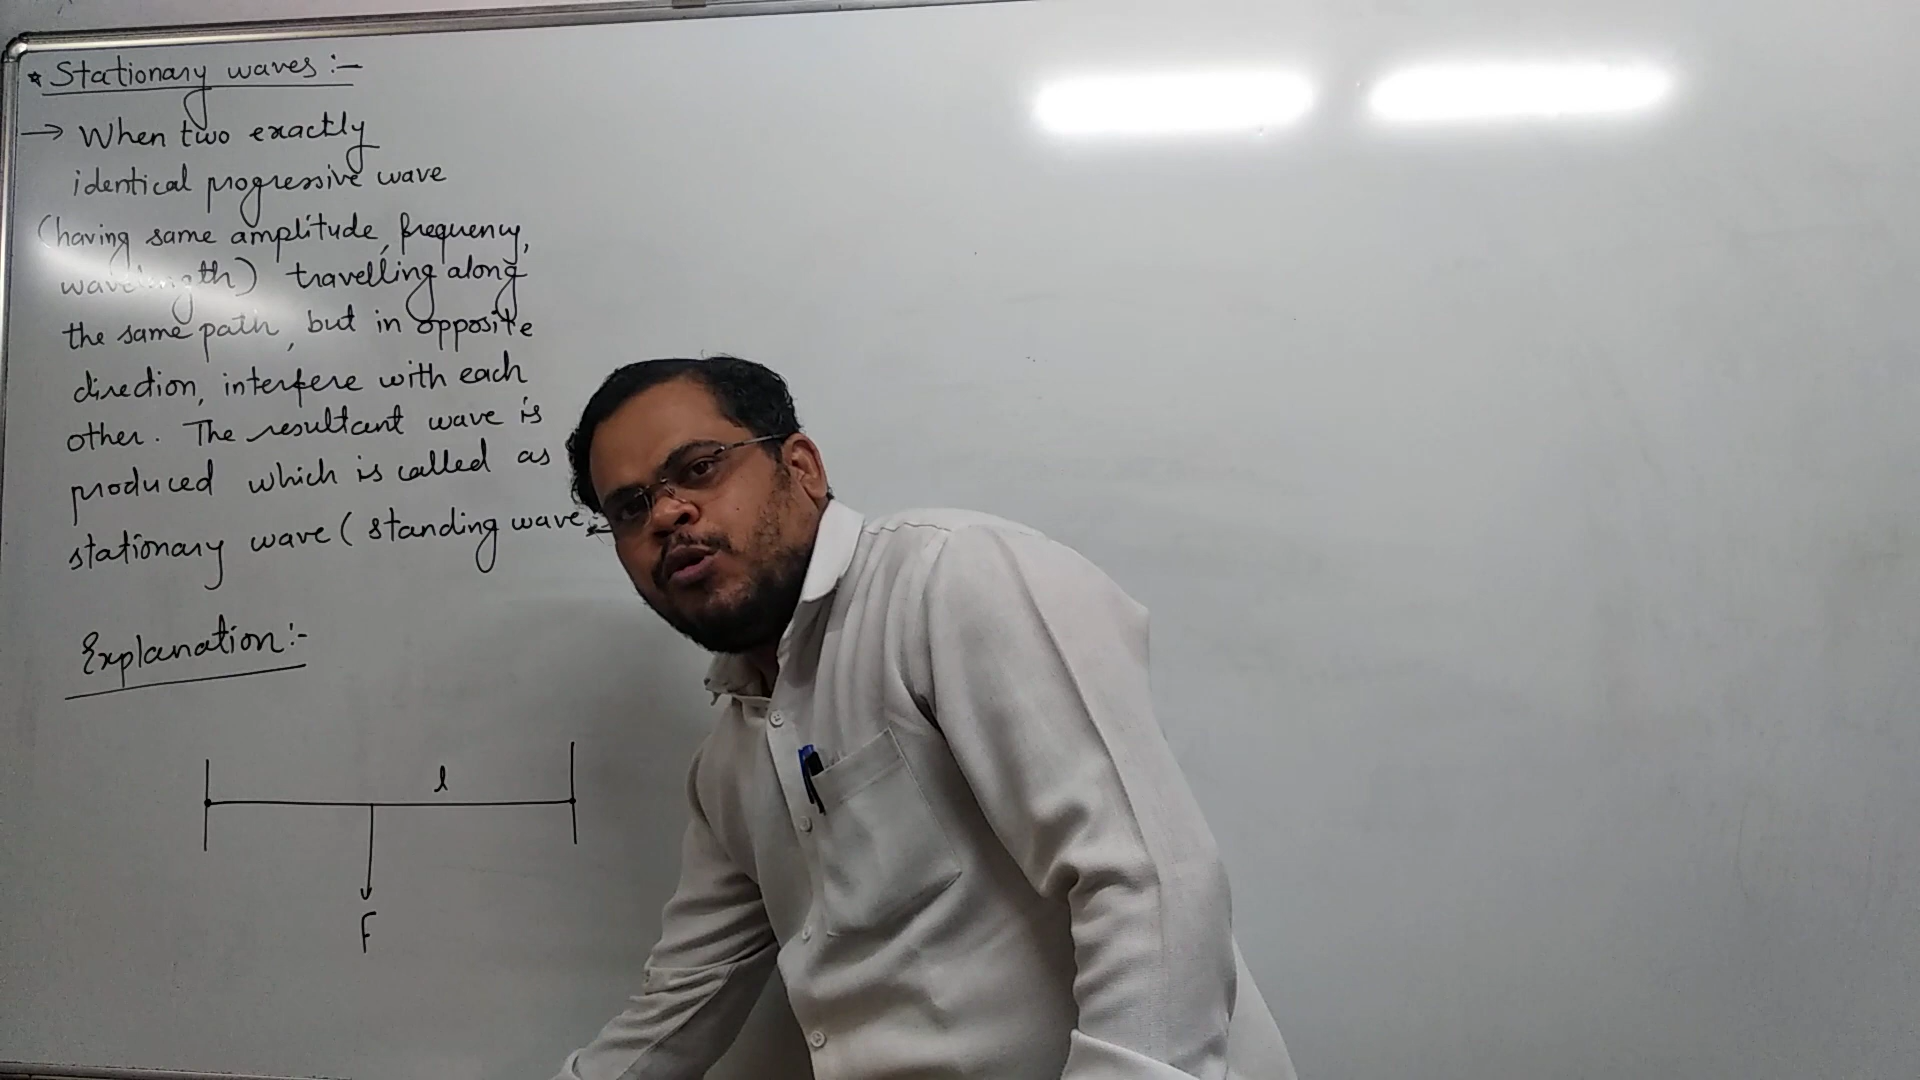 * Stationary waves :-
→ When two exactly
identical progressive wave
(having same amplitude, frequency,
wavelength) travelling along
the same path, but in opposite
direction, interfere with each
other. The resultant wave is
produced which is called as
stationary wave ( standing wave
Explanation :-
l
F